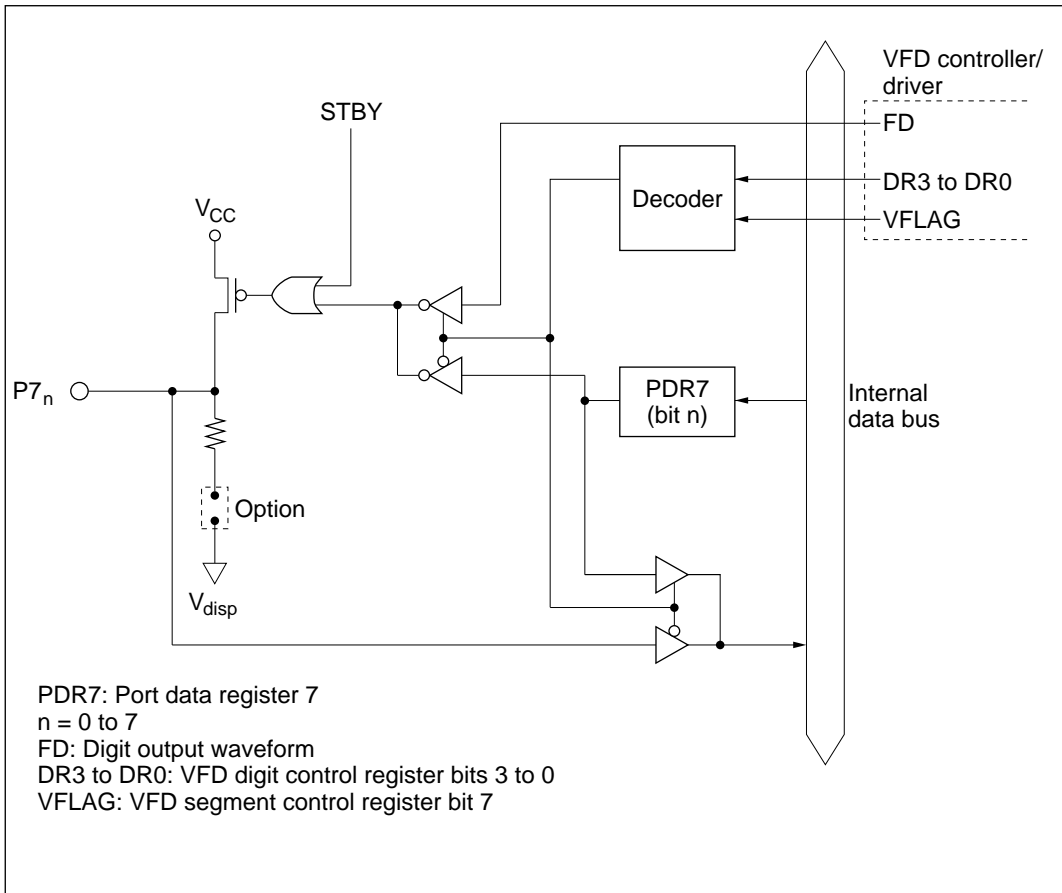 VFD controller/
driver
STBY
FD
DR3 to DR0
Decoder
VFLAG
VCC
P7n
PDR7
(bit n)
Internal
data bus
Option
Vdisp
PDR7: Port data register 7
n = 0 to 7
FD: Digit output waveform
DR3 to DR0: VFD digit control register bits 3 to 0
VFLAG: VFD segment control register bit 7